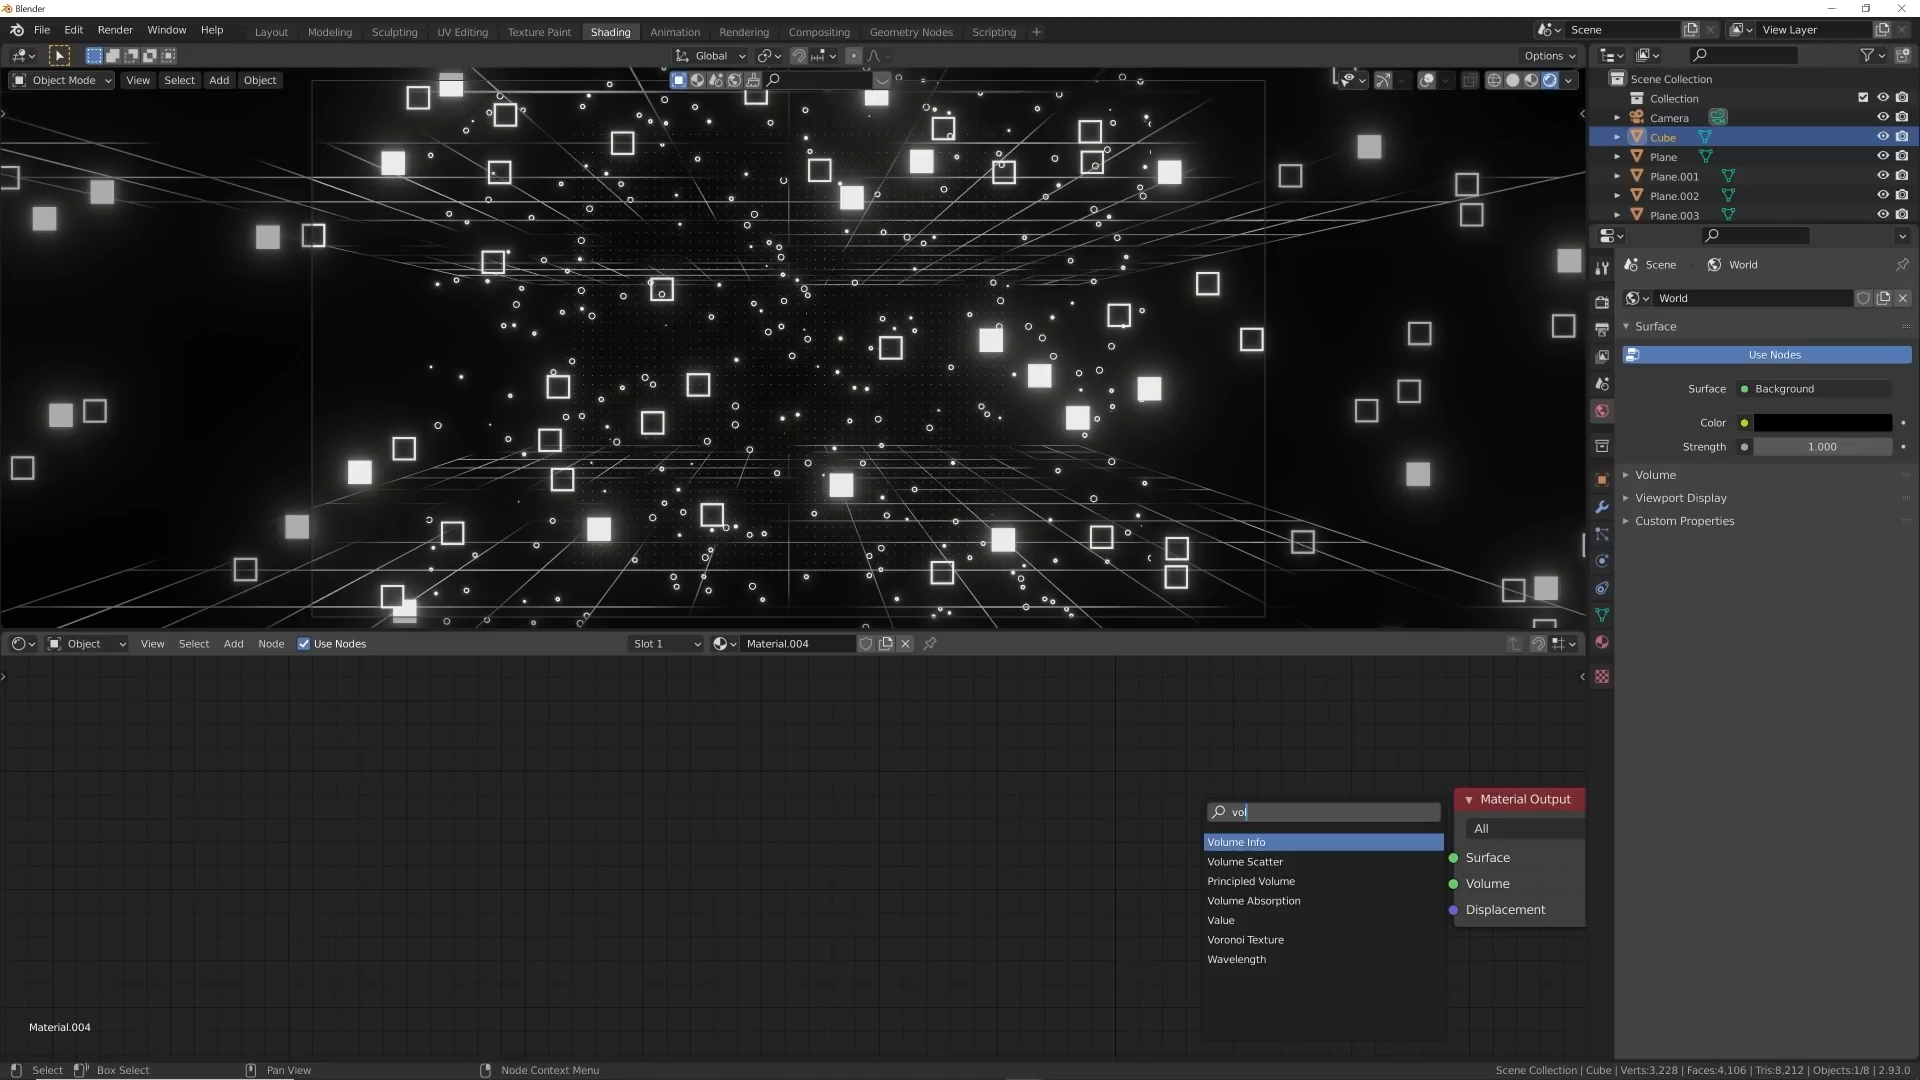 Blender
File Edit Render Window Help
Layout Modeling Sculpting UV Editing Texture Paint Shading Animation Rendering Compositing Geometry Nodes Scripting +
Scene
View Layer
Global
Options
Object Mode View Select Add Object
Scene Collection
Collection
Camera
Cube
Plane
Plane.001
Plane.002
Plane.003
Scene World
World
Surface
Use Nodes
Surface Background
Color
Strength 1.000
Volume
Viewport Display
Custom Properties
Object View Select Add Node Use Nodes Slot 1 Material.004
vol
Volume Info
Volume Scatter
Principled Volume
Volume Absorption
Value
Voronoi Texture
Wavelength
Material Output
All
Surface
Volume
Displacement
Material.004
Select Box Select Pan View Node Context Menu
Scene Collection | Cube | Verts:3,228 | Faces:4,106 | Tris:8,212 | Objects:1/8 | 2.93.0